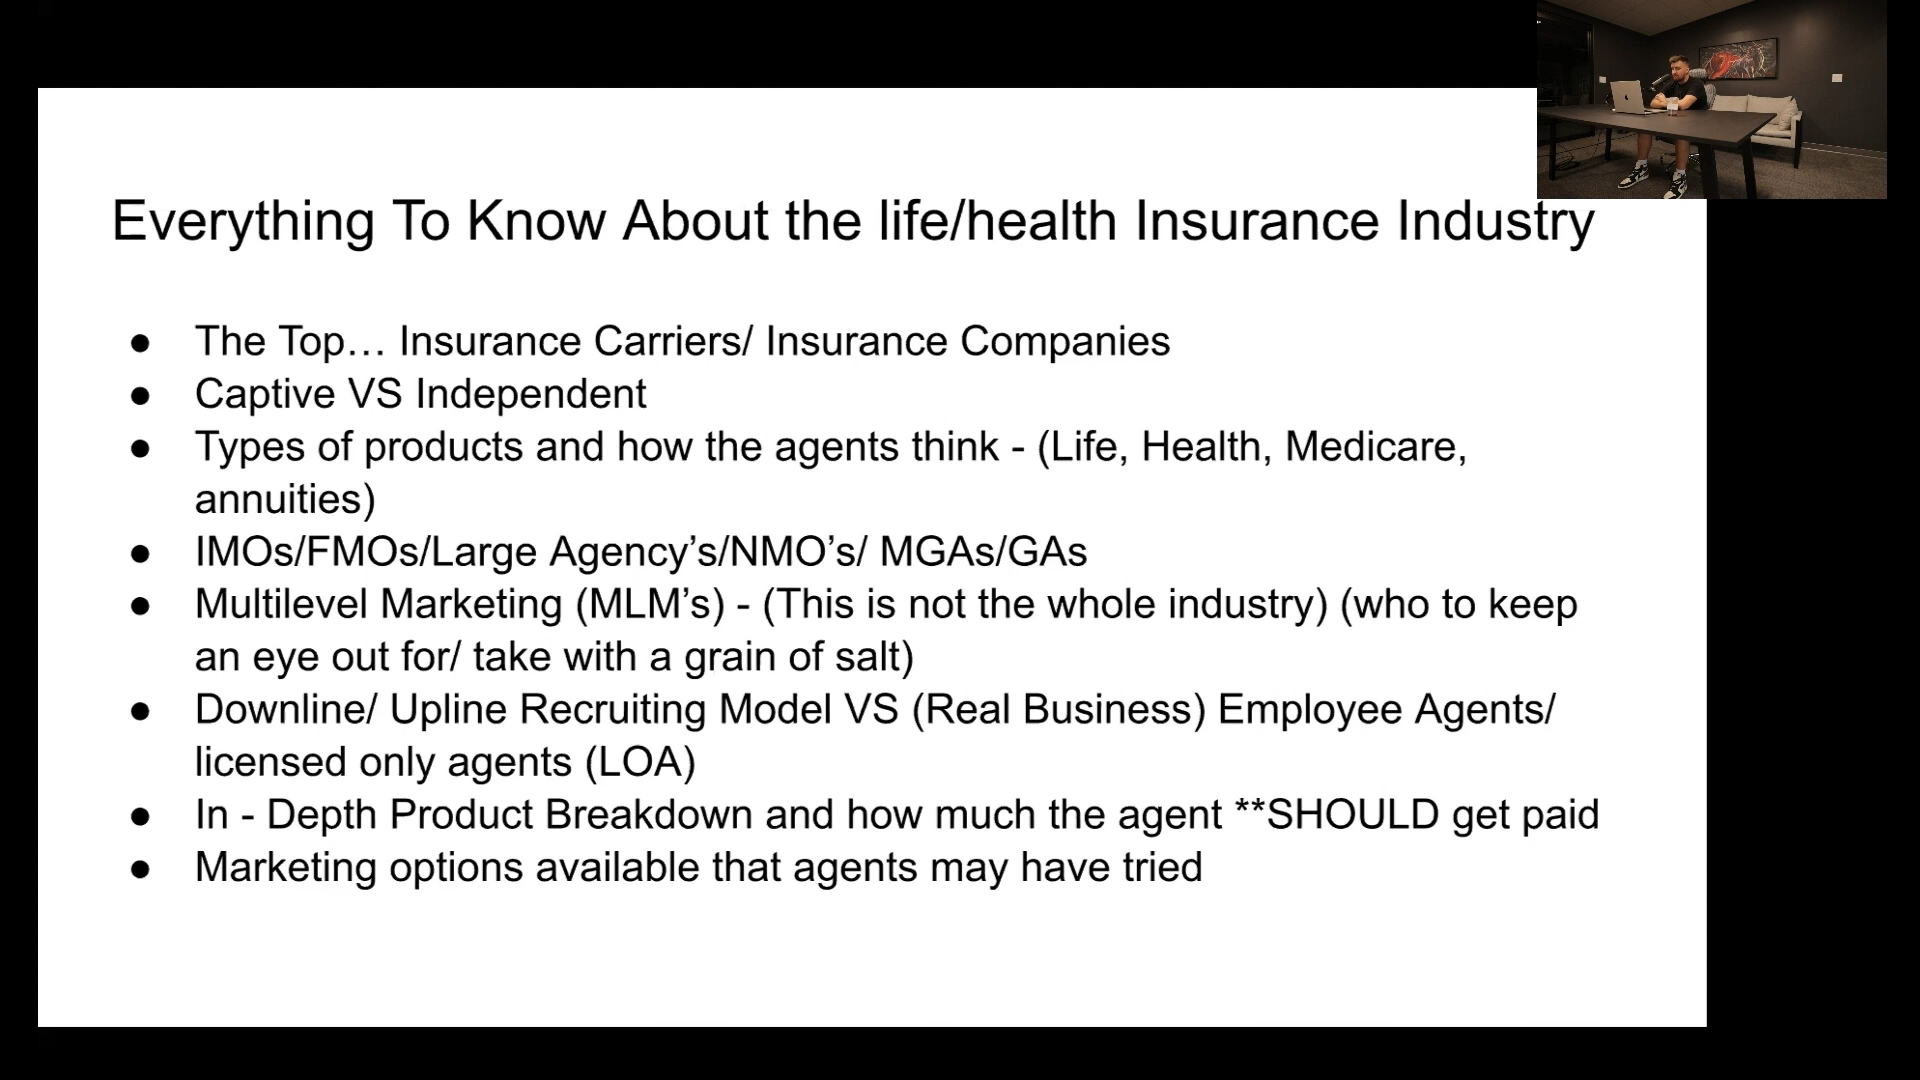 Everything To Know About the life/health Insurance Industry
● The Top… Insurance Carriers/ Insurance Companies
● Captive VS Independent
● Types of products and how the agents think - (Life, Health, Medicare,
annuities)
● IMOs/FMOs/Large Agency’s/NMO’s/ MGAs/GAs
● Multilevel Marketing (MLM’s) - (This is not the whole industry) (who to keep
an eye out for/ take with a grain of salt)
● Downline/ Upline Recruiting Model VS (Real Business) Employee Agents/
licensed only agents (LOA)
● In - Depth Product Breakdown and how much the agent **SHOULD get paid
● Marketing options available that agents may have tried